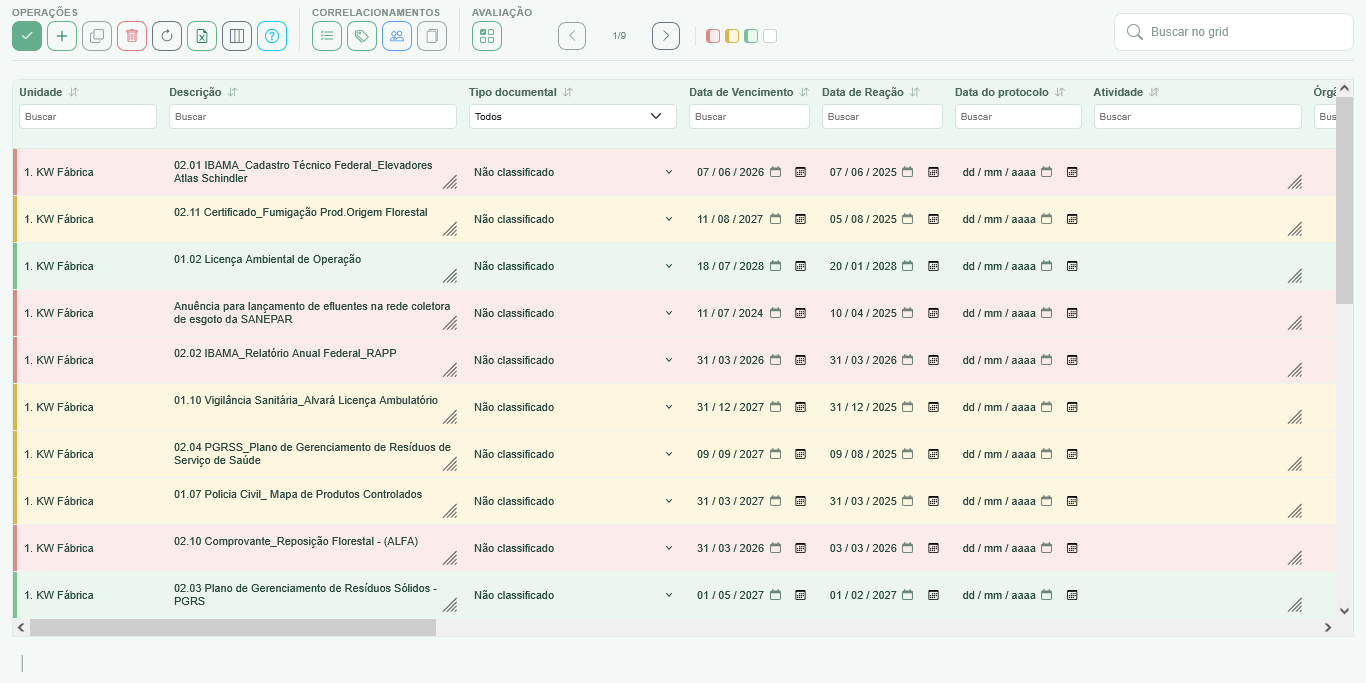 OPERAÇÕES CORRELACIONAMENTOS AVALIAÇÃO
1/9 Buscar no grid
Unidade Descrição Tipo documental Data de Vencimento Data de Reação Data do protocolo Atividade Órgã
Buscar Buscar Todos Buscar Buscar Buscar Buscar Bus
1. KW Fábrica 02.01 IBAMA_Cadastro Técnico Federal_Elevadores Atlas Schindler Não classificado 07 / 06 / 2026 07 / 06 / 2025 dd / mm / aaaa
1. KW Fábrica 02.11 Certificado_Fumigação Prod.Origem Florestal Não classificado 11 / 08 / 2027 05 / 08 / 2025 dd / mm / aaaa
1. KW Fábrica 01.02 Licença Ambiental de Operação Não classificado 18 / 07 / 2028 20 / 01 / 2028 dd / mm / aaaa
1. KW Fábrica Anuência para lançamento de efluentes na rede coletora de esgoto da SANEPAR Não classificado 11 / 07 / 2024 10 / 04 / 2025 dd / mm / aaaa
1. KW Fábrica 02.02 IBAMA_Relatório Anual Federal_RAPP Não classificado 31 / 03 / 2026 31 / 03 / 2026 dd / mm / aaaa
1. KW Fábrica 01.10 Vigilância Sanitária_Alvará Licença Ambulatório Não classificado 31 / 12 / 2027 31 / 12 / 2025 dd / mm / aaaa
1. KW Fábrica 02.04 PGRSS_Plano de Gerenciamento de Resíduos de Serviço de Saúde Não classificado 09 / 09 / 2027 09 / 08 / 2025 dd / mm / aaaa
1. KW Fábrica 01.07 Policia Civil_ Mapa de Produtos Controlados Não classificado 31 / 03 / 2027 31 / 03 / 2025 dd / mm / aaaa
1. KW Fábrica 02.10 Comprovante_Reposição Florestal - (ALFA) Não classificado 31 / 03 / 2026 03 / 03 / 2026 dd / mm / aaaa
1. KW Fábrica 02.03 Plano de Gerenciamento de Resíduos Sólidos - PGRS Não classificado 01 / 05 / 2027 01 / 02 / 2027 dd / mm / aaaa